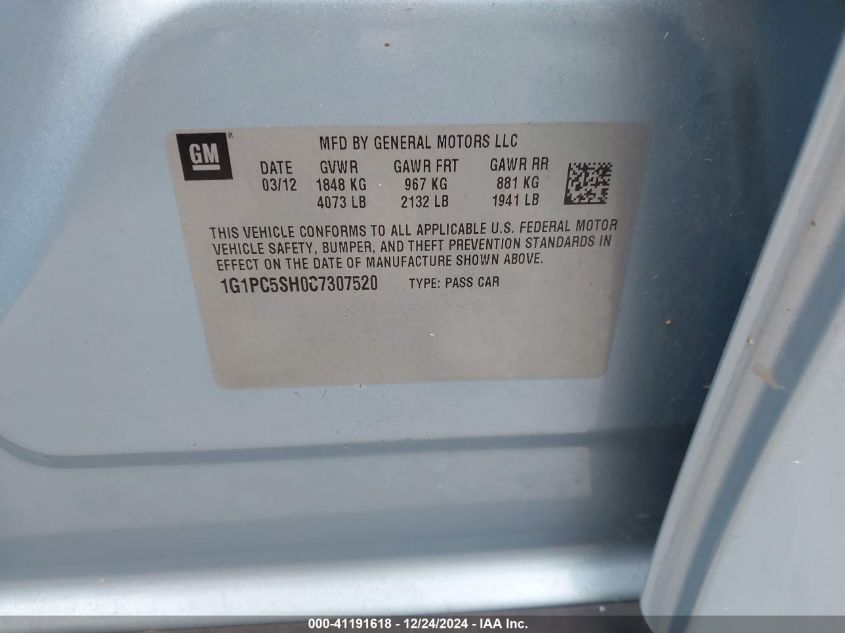 GM ®
MFD BY GENERAL MOTORS LLC
DATE GVWR GAWR FRT GAWR RR
03/12 1848 KG 967 KG 881 KG
4073 LB 2132 LB 1941 LB
THIS VEHICLE CONFORMS TO ALL APPLICABLE U.S. FEDERAL MOTOR
VEHICLE SAFETY, BUMPER, AND THEFT PREVENTION STANDARDS IN
EFFECT ON THE DATE OF MANUFACTURE SHOWN ABOVE.
1G1PC5SH0C7307520 TYPE: PASS CAR
000-41191618 - 12/24/2024 - IAA Inc.